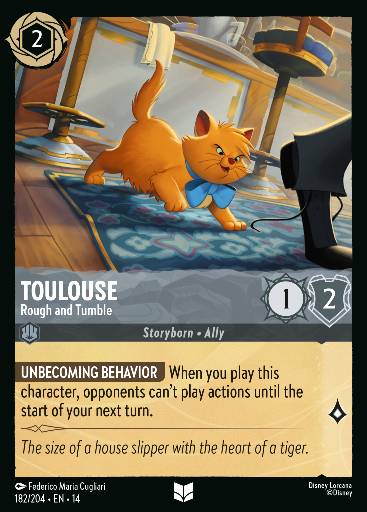 2
TOULOUSE
Rough and Tumble
1
2
Storyborn • Ally
UNBECOMING BEHAVIOR When you play this
character, opponents can't play actions until the
start of your next turn.
The size of a house slipper with the heart of a tiger.
Federico Maria Cugliari
182/204 • EN • 14
Disney Lorcana
©Disney